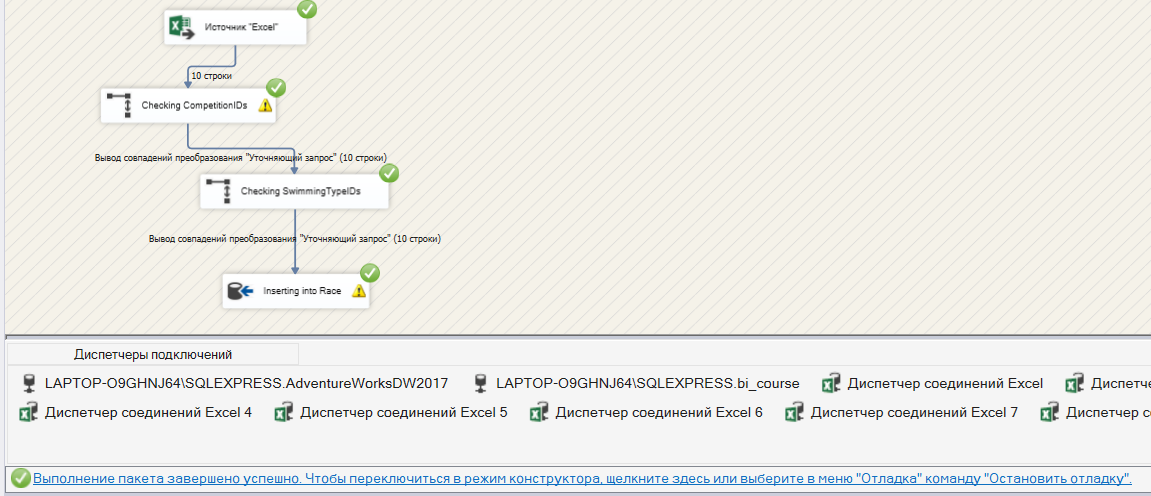 Источник "Excel"
10 строки
Checking CompetitionIDs
Вывод совпадений преобразования "Уточняющий запрос" (10 строки)
Checking SwimmingTypeIDs
Вывод совпадений преобразования "Уточняющий запрос" (10 строки)
Inserting into Race
Диспетчеры подключений
LAPTOP-O9GHNJ64\SQLEXPRESS.AdventureWorksDW2017 LAPTOP-O9GHNJ64\SQLEXPRESS.bi_course Диспетчер соединений Excel Диспетче
Диспетчер соединений Excel 4 Диспетчер соединений Excel 5 Диспетчер соединений Excel 6 Диспетчер соединений Excel 7 Диспетчер с
Выполнение пакета завершено успешно. Чтобы переключиться в режим конструктора, щелкните здесь или выберите в меню "Отладка" команду "Остановить отладку".